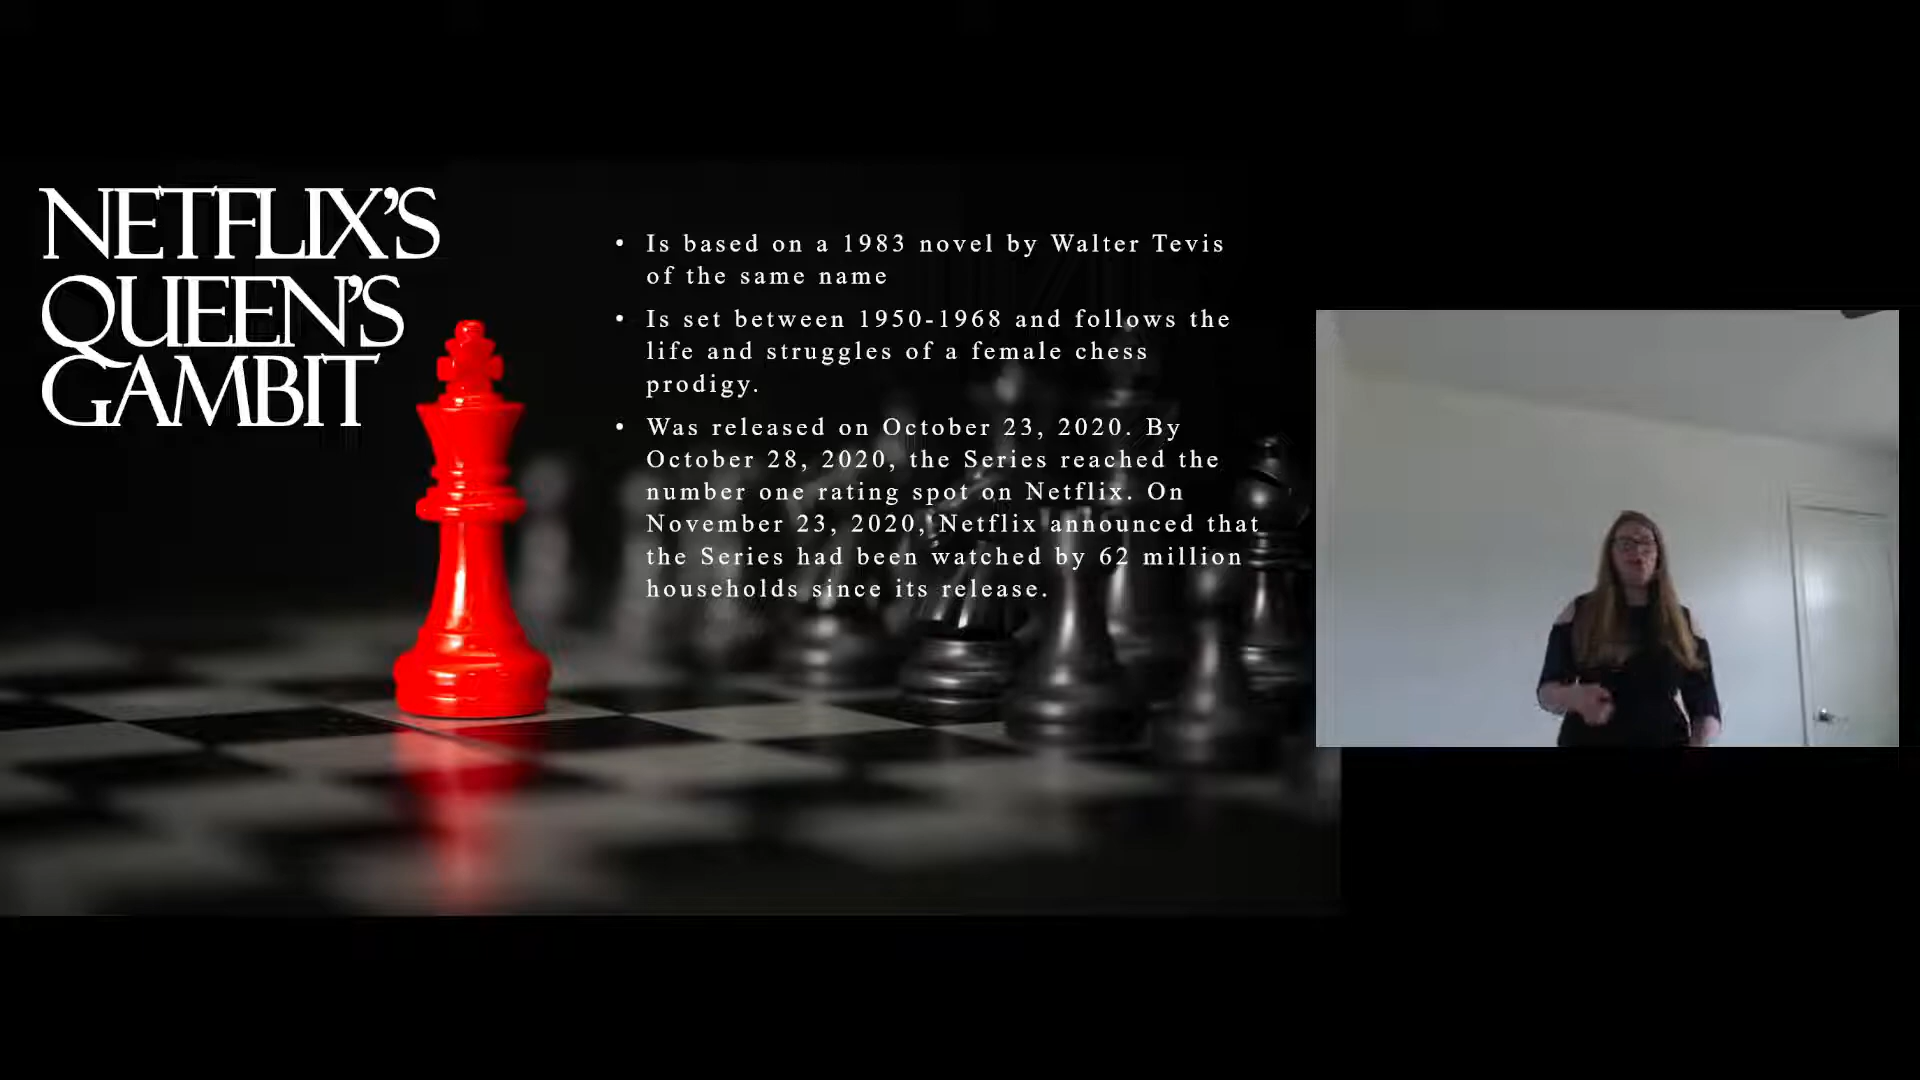 NETFLIX'S
QUEEN'S
GAMBIT
• Is based on a 1983 novel by Walter Tevis
of the same name
• Is set between 1950-1968 and follows the
life and struggles of a female chess
prodigy.
• Was released on October 23, 2020. By
October 28, 2020, the Series reached the
number one rating spot on Netflix. On
November 23, 2020, Netflix announced that
the Series had been watched by 62 million
households since its release.